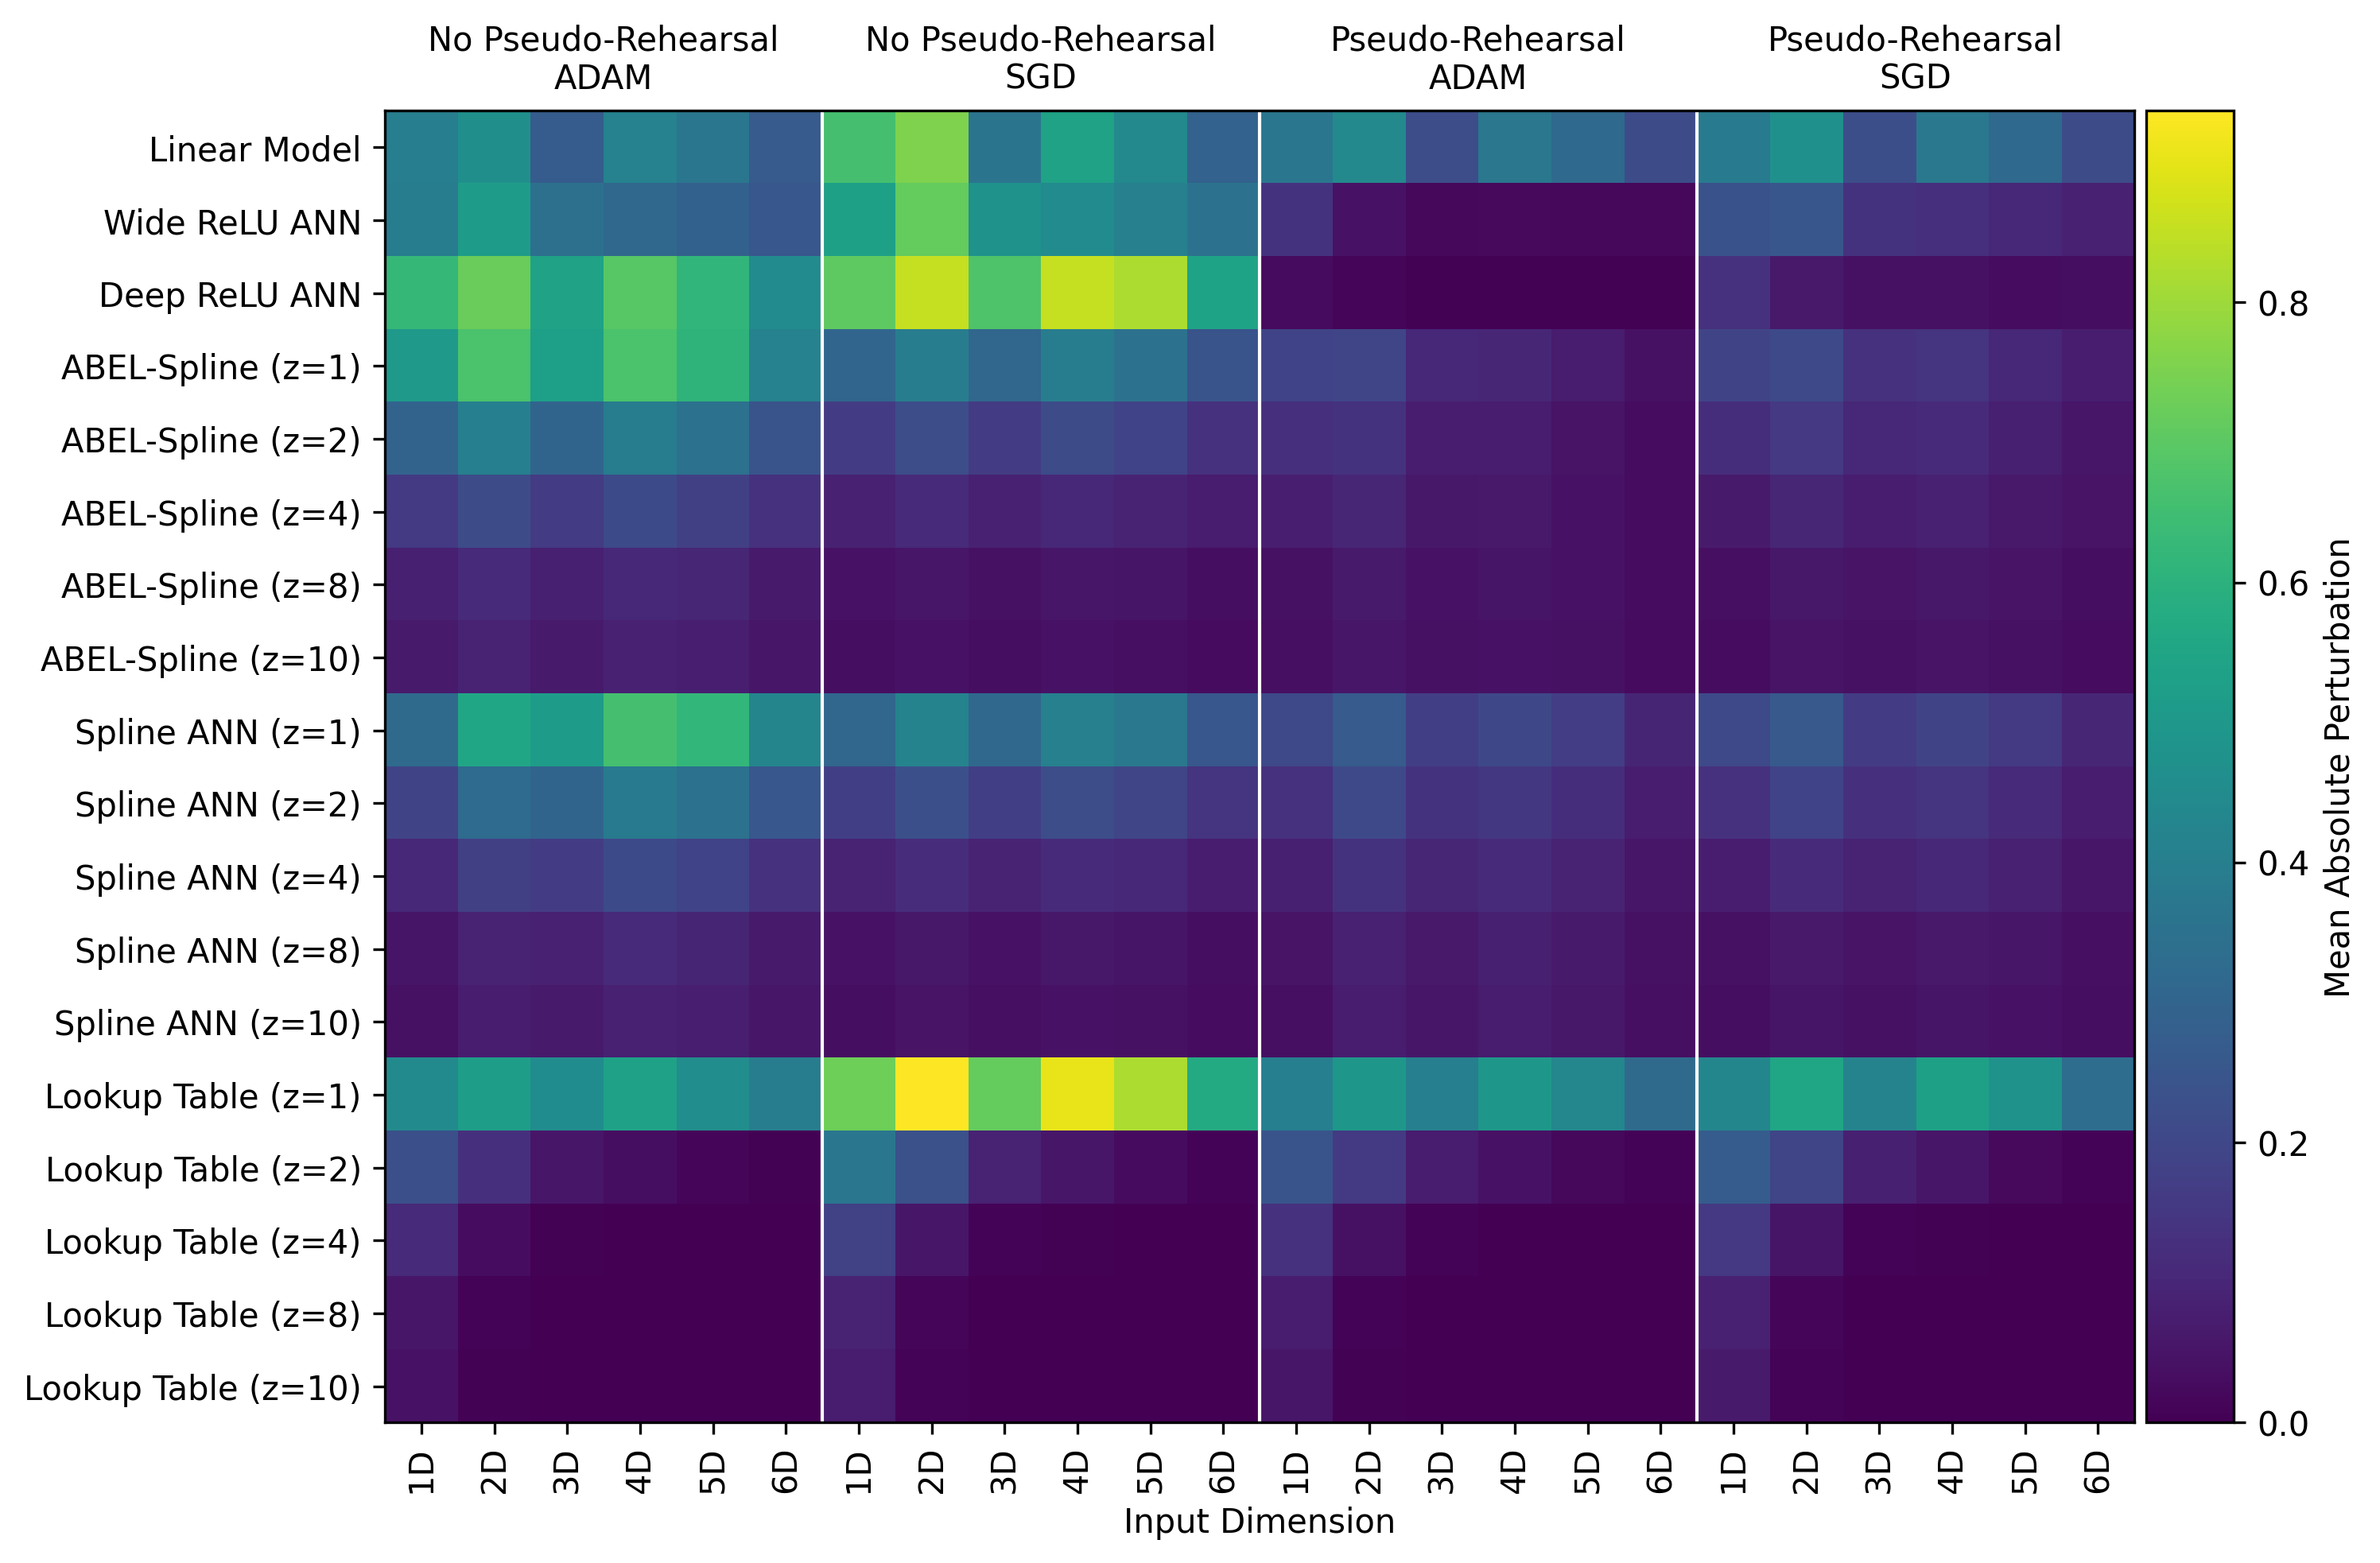 No Pseudo-Rehearsal
ADAM
No Pseudo-Rehearsal
SGD
Pseudo-Rehearsal
ADAM
Pseudo-Rehearsal
SGD
Linear Model
Wide ReLU ANN
Deep ReLU ANN
ABEL-Spline (z=1)
ABEL-Spline (z=2)
ABEL-Spline (z=4)
ABEL-Spline (z=8)
ABEL-Spline (z=10)
Spline ANN (z=1)
Spline ANN (z=2)
Spline ANN (z=4)
Spline ANN (z=8)
Spline ANN (z=10)
Lookup Table (z=1)
Lookup Table (z=2)
Lookup Table (z=4)
Lookup Table (z=8)
Lookup Table (z=10)
1D 2D 3D 4D 5D 6D 1D 2D 3D 4D 5D 6D 1D 2D 3D 4D 5D 6D 1D 2D 3D 4D 5D 6D
Input Dimension
0.8
0.6
0.4
0.2
0.0
Mean Absolute Perturbation